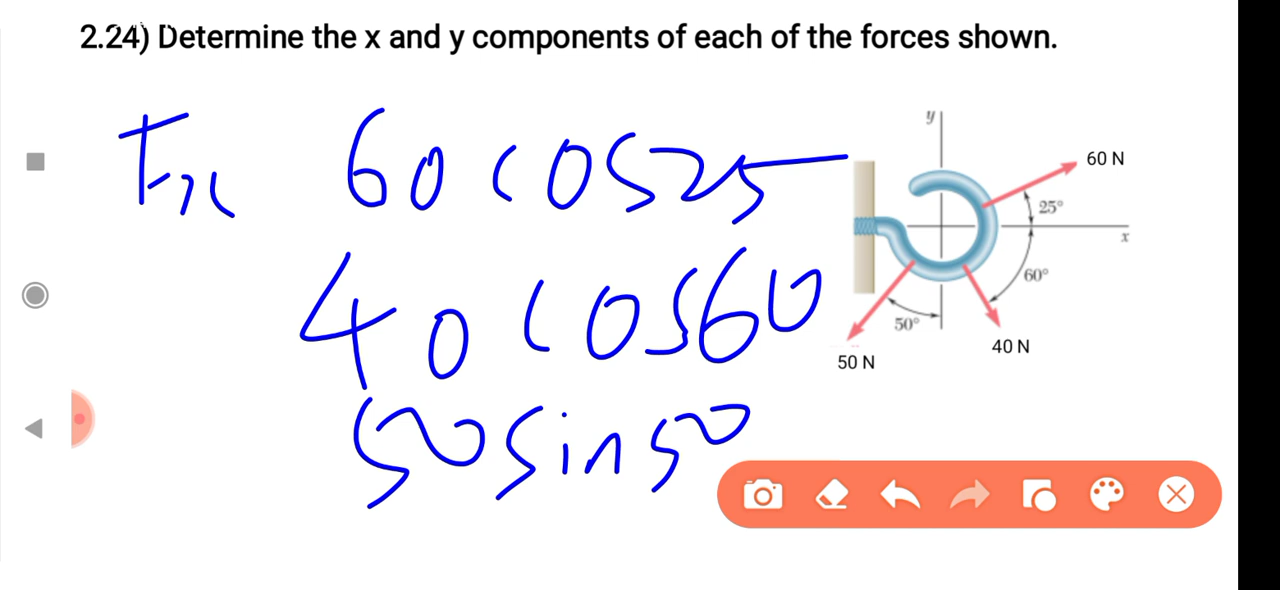 2.24) Determine the x and y components of each of the forces shown.
Fx 60 cos25
40 cos60
50 sin50
y
60 N
25°
x
60°
50°
40 N
50 N